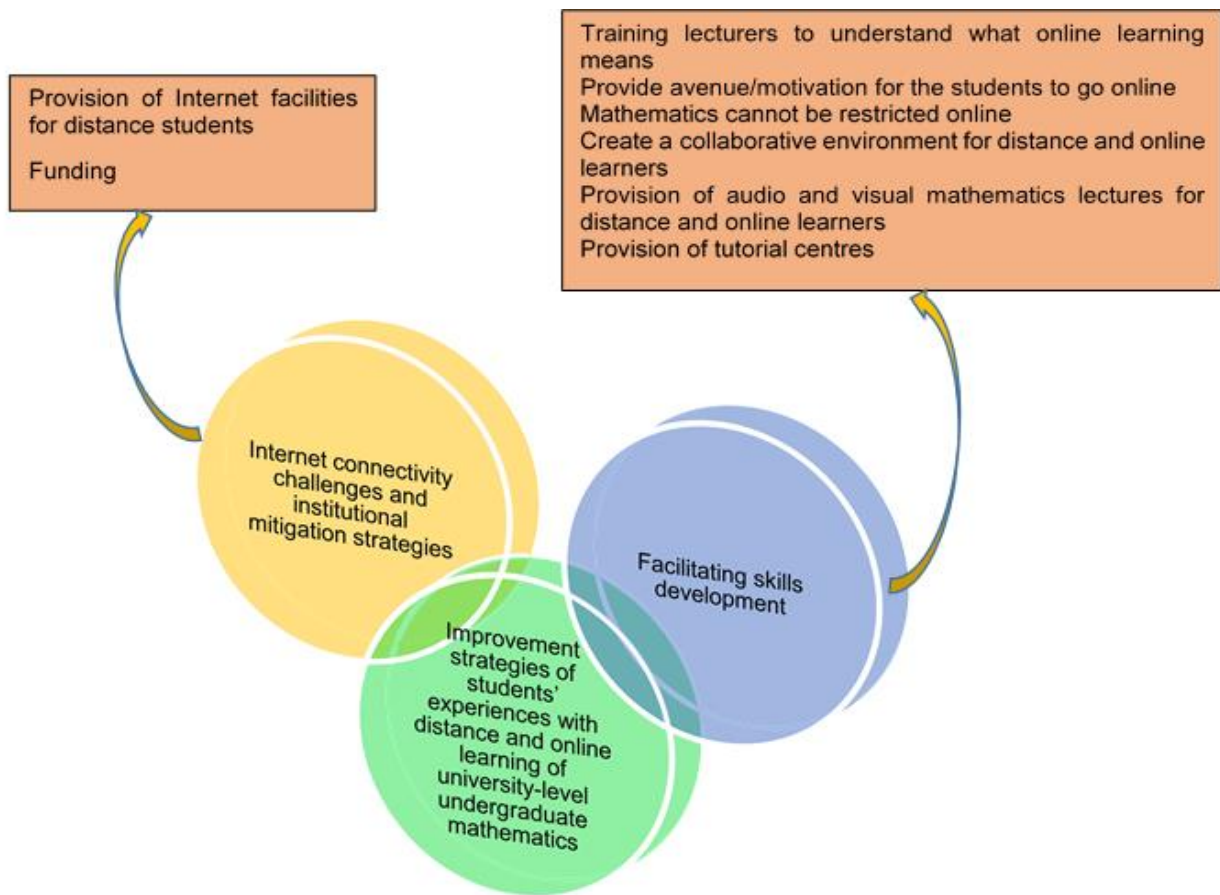 Provision of Internet facilities
for distance students
Funding
Training lecturers to understand what online learning
means
Provide avenue/motivation for the students to go online
Mathematics cannot be restricted online
Create a collaborative environment for distance and online
learners
Provision of audio and visual mathematics lectures for
distance and online learners
Provision of tutorial centres
Internet connectivity
challenges and
institutional
mitigation strategies
Facilitating skills
development
Improvement
strategies of
students’
experiences with
distance and online
learning of
university-level
undergraduate
mathematics